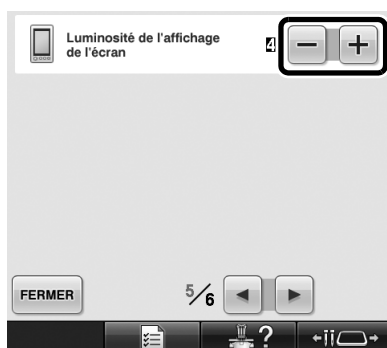 Luminosité de l'affichage
de l'écran
4
− +
FERMER
5/6
?